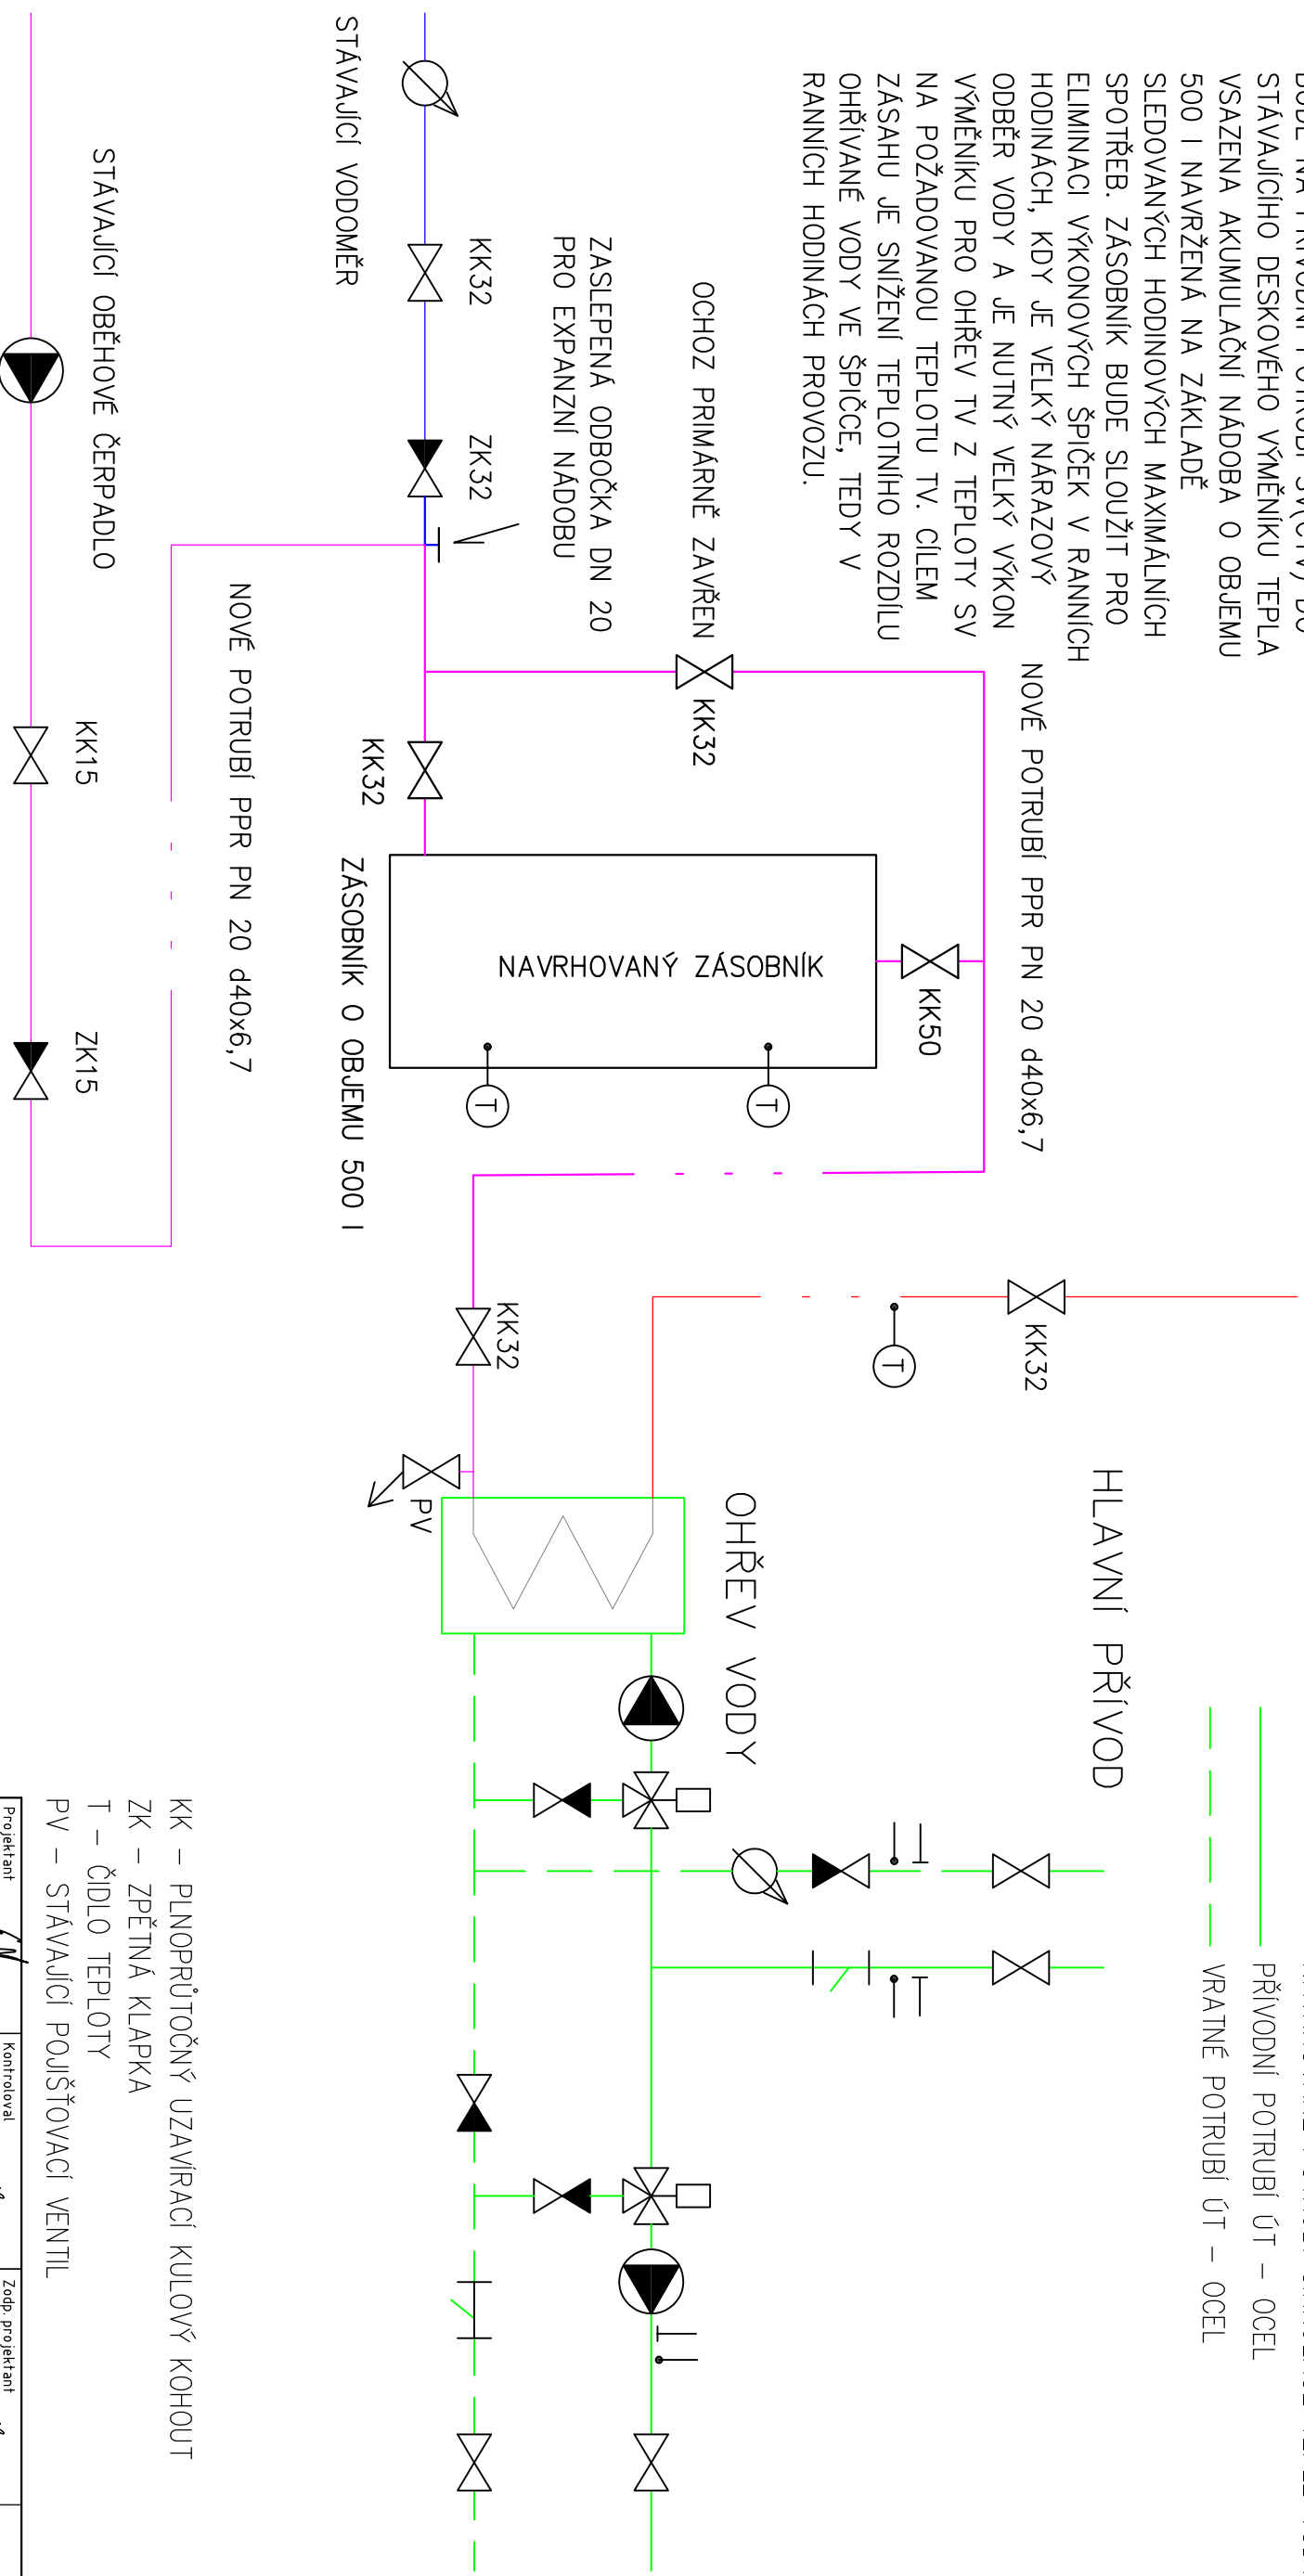 STÁVAJÍCÍHO DESKOVÉHO VÝMĚNÍKU TEPLA
VSAZENA AKUMULAČNÍ NÁDOBA O OBJEMU
500 l NAVRŽENÁ NA ZÁKLADĚ
SLEDOVANÝCH HODINOVÝCH MAXIMÁLNÍCH
SPOTŘEB. ZÁSOBNÍK BUDE SLOUŽIT PRO
ELIMINACI VÝKONOVÝCH ŠPIČEK V RANNÍCH
HODINÁCH, KDY JE VELKÝ NÁRAZOVÝ
ODBĚR VODY A JE NUTNÝ VELKÝ VÝKON
VÝMĚNÍKU PRO OHŘEV TV Z TEPLOTY SV
NA POŽADOVANOU TEPLOTU TV. CÍLEM
ZÁSAHU JE SNÍŽENÍ TEPLOTNÍHO ROZDÍLU
OHŘÍVANÉ VODY VE ŠPIČCE, TEDY V
RANNÍCH HODINÁCH PROVOZU.
PŘÍVODNÍ POTRUBÍ ÚT – OCEL
VRATNÉ POTRUBÍ ÚT – OCEL
HLAVNÍ PŘÍVOD
NOVÉ POTRUBÍ PPR PN 20 d40x6,7
KK32
KK50
T
OHŘEV VODY
T
OCHOZ PRIMÁRNĚ ZAVŘEN
KK32
NAVRHOVANÝ ZÁSOBNÍK
ZASLEPENÁ ODBOČKA DN 20
PRO EXPANZNÍ NÁDOBU
KK32
KK32
ZK32
T
PV
KK32
STÁVAJÍCÍ VODOMĚR
ZÁSOBNÍK O OBJEMU 500 l
NOVÉ POTRUBÍ PPR PN 20 d40x6,7
STÁVAJÍCÍ OBĚHOVÉ ČERPADLO
KK15
ZK15
KK – PLNOPRŮTOČNÝ UZAVÍRACÍ KULOVÝ KOHOUT
ZK – ZPĚTNÁ KLAPKA
T – ČIDLO TEPLOTY
PV – STÁVAJÍCÍ POJIŠŤOVACÍ VENTIL
Projektant
Kontroloval
Zodp. projektant